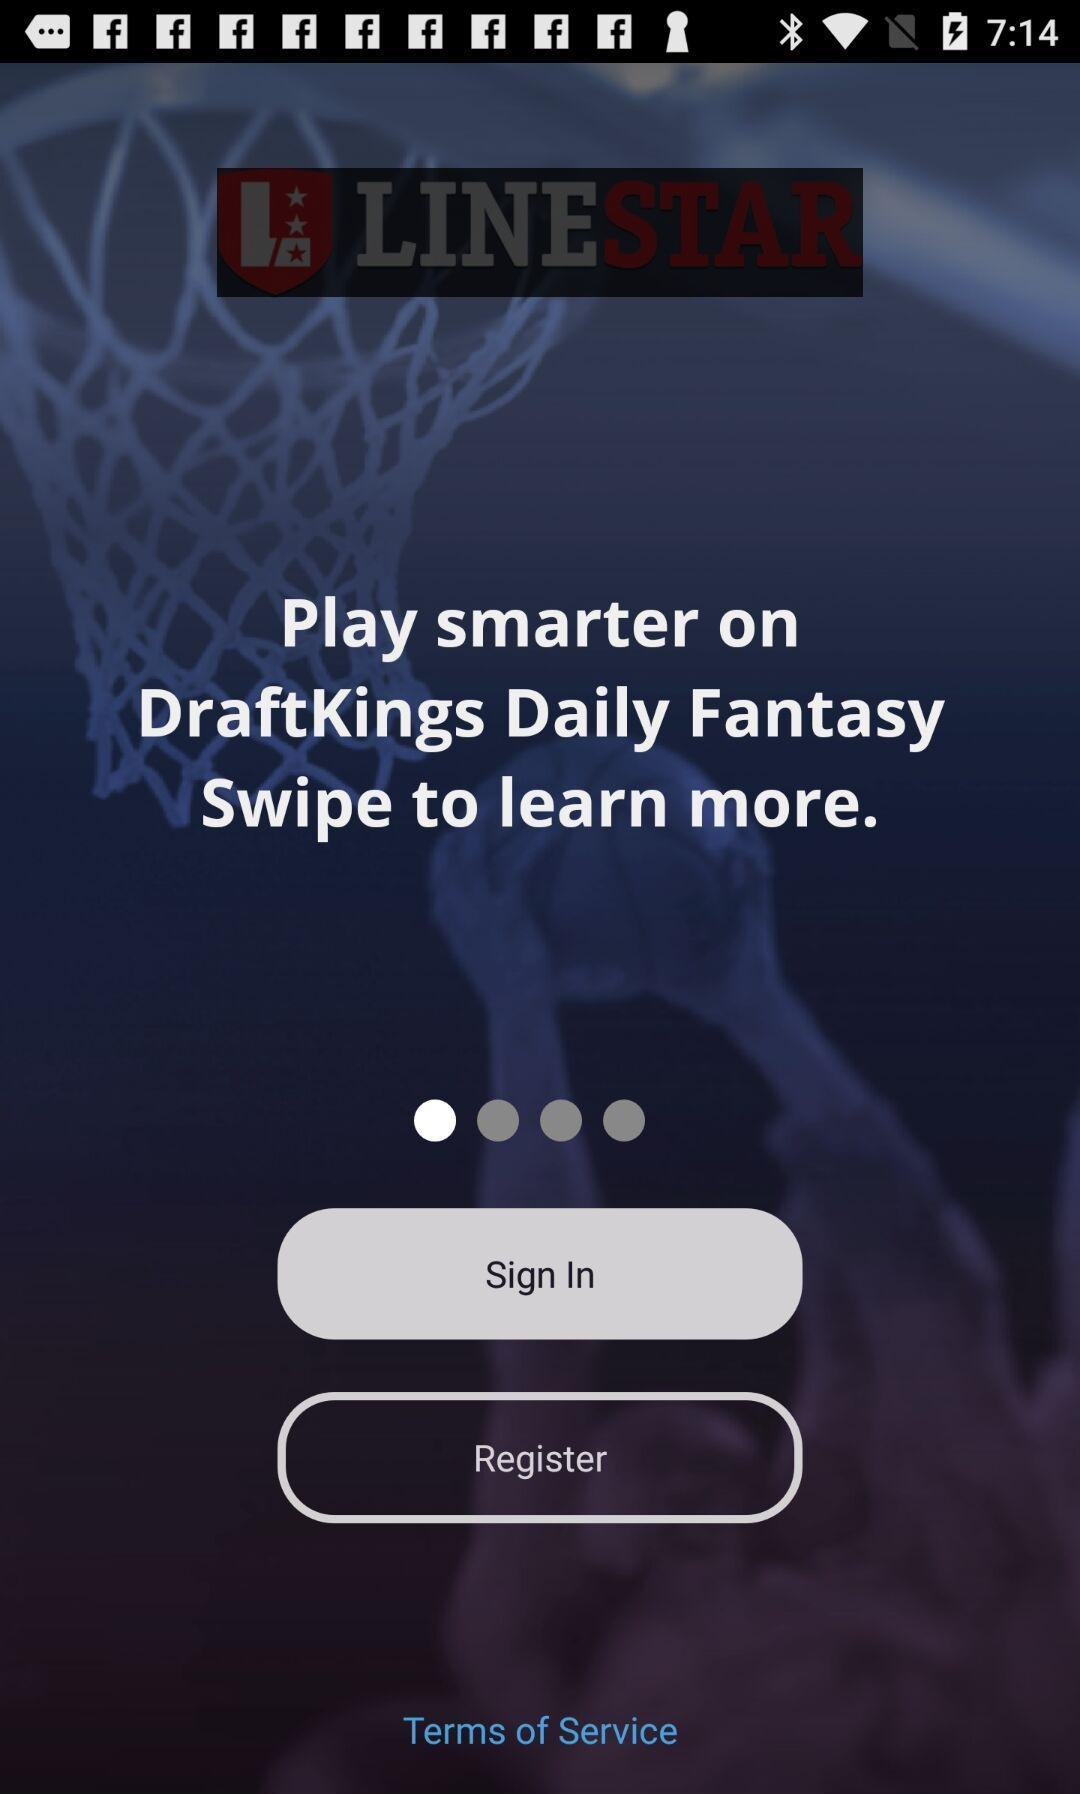 7:14
LINESTAR
Play smarter on
DraftKings Daily Fantasy
Swipe to learn more.
Sign In
Register
Terms of Service